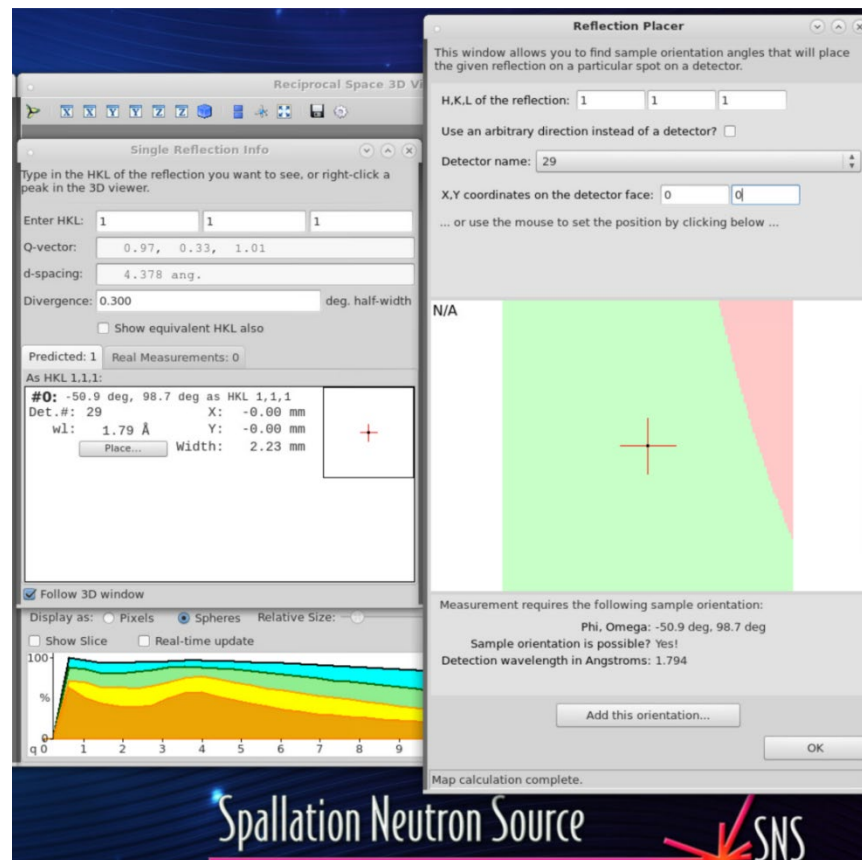 Reflection Placer
This window allows you to find sample orientation angles that will place
the given reflection on a particular spot on a detector.
H,K,L of the reflection: 1 1 1
Use an arbitrary direction instead of a detector?
Detector name: 29
X,Y coordinates on the detector face: 0 0
... or use the mouse to set the position by clicking below ...
N/A
Measurement requires the following sample orientation:
Phi, Omega: -50.9 deg, 98.7 deg
Sample orientation is possible? Yes!
Detection wavelength in Angstroms: 1.794
Add this orientation...
OK
Map calculation complete.
Reciprocal Space 3D Vi
X X Y Y Z Z
Single Reflection Info
Type in the HKL of the reflection you want to see, or right-click a
peak in the 3D viewer.
Enter HKL: 1 1 1
Q-vector: 0.97, 0.33, 1.01
d-spacing: 4.378 ang.
Divergence: 0.300 deg. half-width
Show equivalent HKL also
Predicted: 1 Real Measurements: 0
As HKL 1,1,1:
#0: -50.9 deg, 98.7 deg as HKL 1,1,1
Det.#: 29 X: -0.00 mm
wl: 1.79 Å Y: -0.00 mm
Place... Width: 2.23 mm
Follow 3D window
Display as: Pixels Spheres Relative Size:
Show Slice Real-time update
100
%
0
q 0 1 2 3 4 5 6 7 8 9
Spallation Neutron Source
SNS